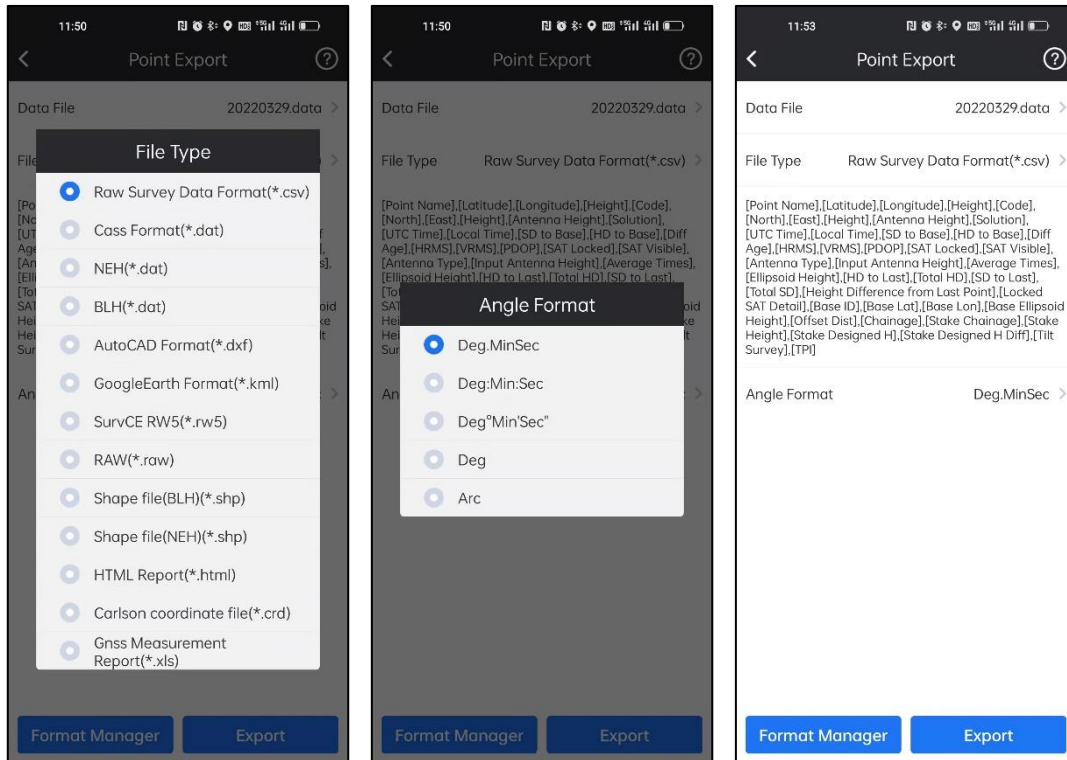 11:50
Point Export
Data File 20220329.data
File Type
Raw Survey Data Format(*.csv)
Cass Format(*.dat)
NEH(*.dat)
BLH(*.dat)
AutoCAD Format(*.dxf)
GoogleEarth Format(*.kml)
SurvCE RW5(*.rw5)
RAW(*.raw)
Shape file(BLH)(*.shp)
Shape file(NEH)(*.shp)
HTML Report(*.html)
Carlson coordinate file(*.crd)
Gnss Measurement
Report(*.xls)
Format Manager Export
11:50
Point Export
Data File 20220329.data
File Type Raw Survey Data Format(*.csv)
[Point Name],[Latitude],[Longitude],[Height],[Code],
[North],[East],[Height],[Antenna Height],[Solution],
[UTC Time],[Local Time],[SD to Base],[HD to Base],[Diff
Age],[HRMS],[VRMS],[PDOP],[SAT Locked],[SAT Visible],
[Antenna Type],[Input Antenna Height],[Average Times],
[Ellipsoid Height],[HD to Last],[Total HD],[SD to Last],
Angle Format
Deg.MinSec
Deg:Min:Sec
Deg°Min'Sec"
Deg
Arc
Format Manager Export
11:53
Point Export
Data File 20220329.data
File Type Raw Survey Data Format(*.csv)
[Point Name],[Latitude],[Longitude],[Height],[Code],
[North],[East],[Height],[Antenna Height],[Solution],
[UTC Time],[Local Time],[SD to Base],[HD to Base],[Diff
Age],[HRMS],[VRMS],[PDOP],[SAT Locked],[SAT Visible],
[Antenna Type],[Input Antenna Height],[Average Times],
[Ellipsoid Height],[HD to Last],[Total HD],[SD to Last],
[Total SD],[Height Difference from Last Point],[Locked
SAT Detail],[Base ID],[Base Lat],[Base Lon],[Base Ellipsoid
Height],[Offset Dist],[Chainage],[Stake Chainage],[Stake
Height],[Stake Designed H],[Stake Designed H Diff],[Tilt
Survey],[TPI]
Angle Format Deg.MinSec
Format Manager Export